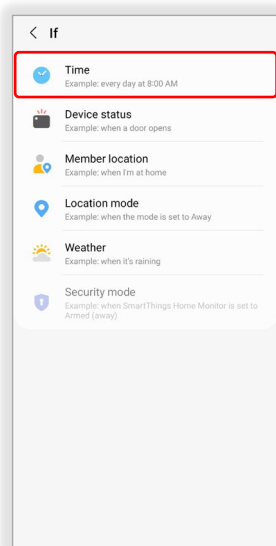 If
Time
Example: every day at 8:00 AM
Device status
Example: when a door opens
Member location
Example: when I'm at home
Location mode
Example: when the mode is set to Away
Weather
Example: when it's raining
Security mode
Example: when SmartThings Home Monitor is set to
Armed (away)